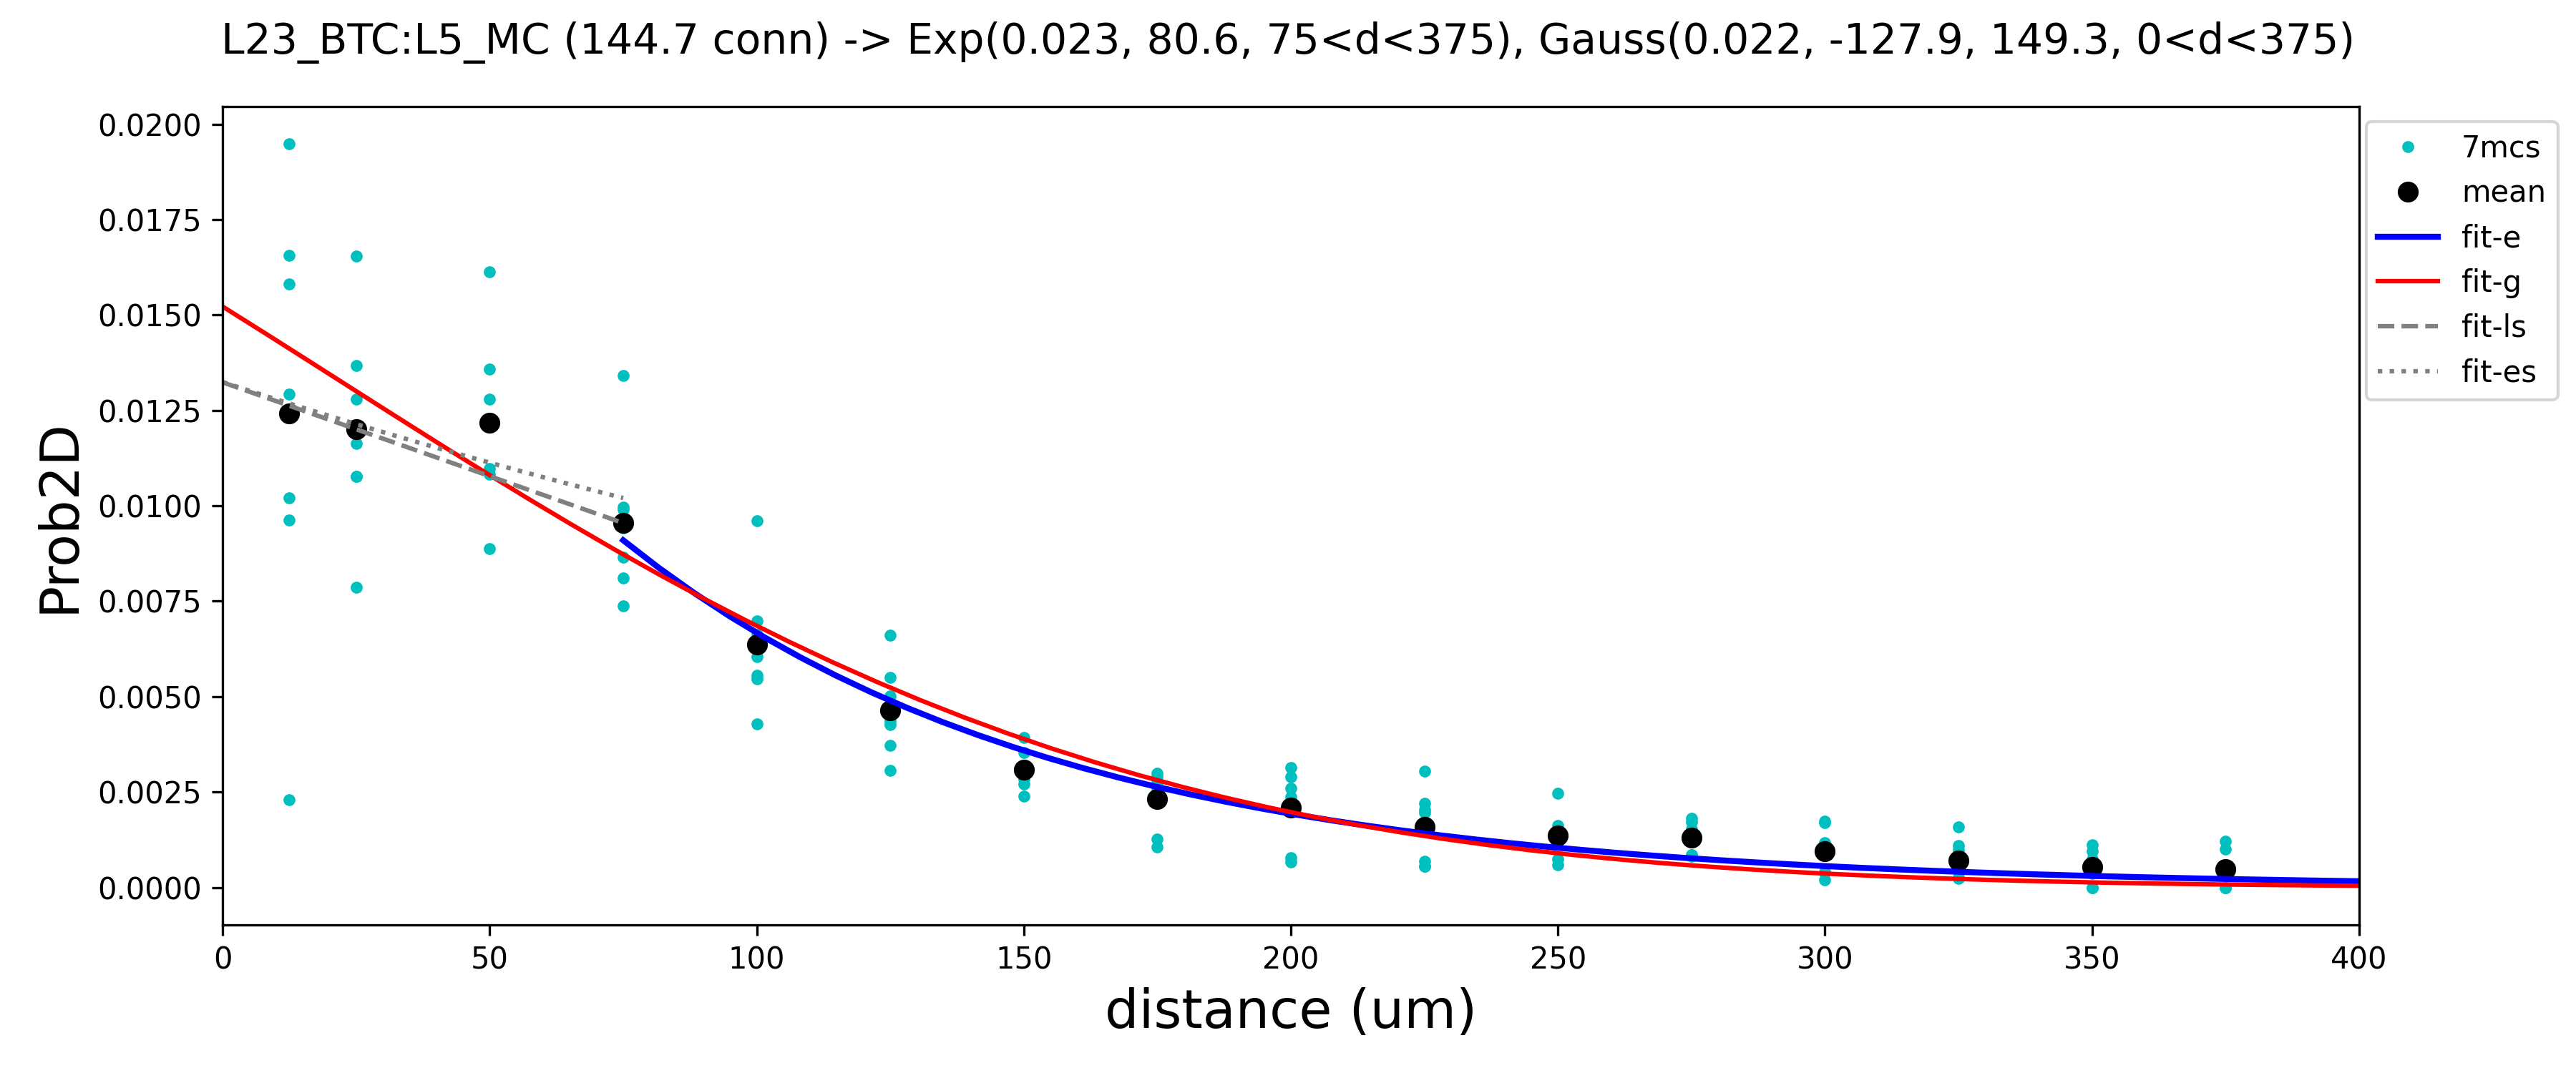 L23_BTC:L5_MC (144.7 conn) -> Exp(0.023, 80.6, 75<d<375), Gauss(0.022, -127.9, 149.3, 0<d<375)
0.0200
0.0175
0.0150
0.0125
0.0100
0.0075
0.0050
0.0025
0.0000
Prob2D
0 50 100 150 200 250 300 350 400
distance (um)
7mcs
mean
fit-e
fit-g
fit-ls
fit-es